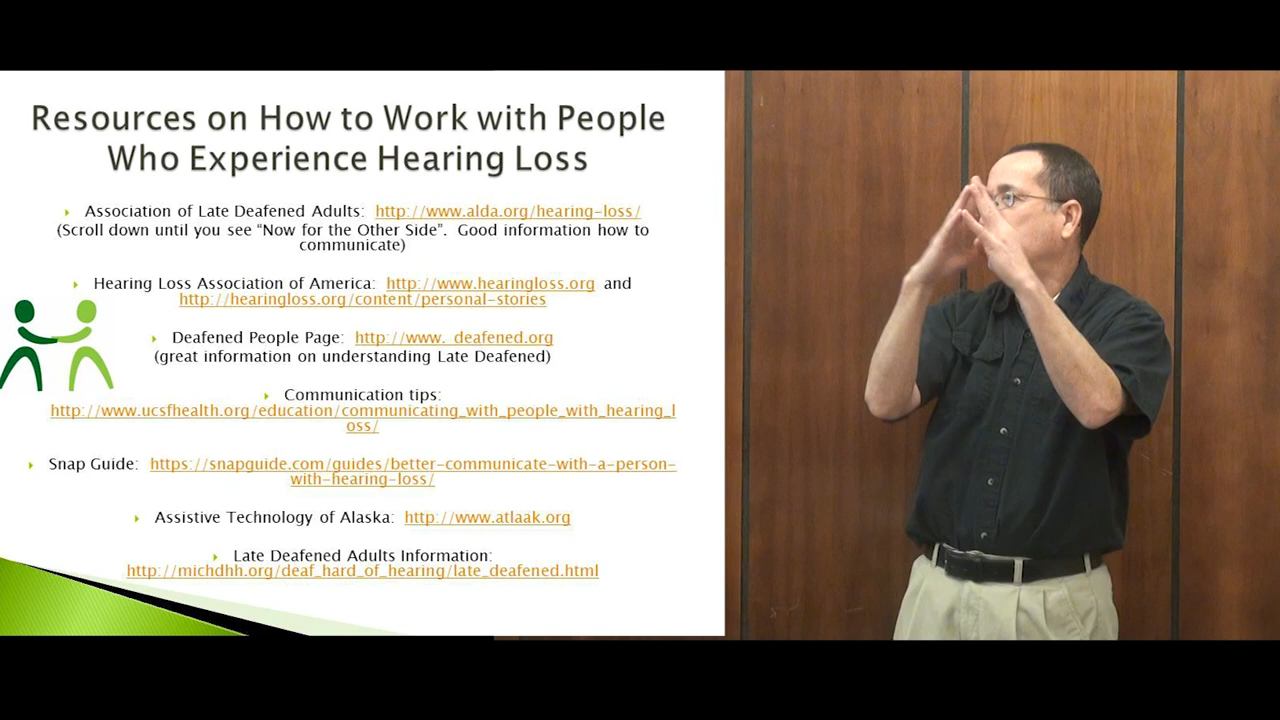 Resources on How to Work with People
Who Experience Hearing Loss
Association of Late Deafened Adults: http://www.alda.org/hearing-loss/
(Scroll down until you see “Now for the Other Side”. Good information how to
communicate)
Hearing Loss Association of America: http://www.hearingloss.org and
http://hearingloss.org/content/personal-stories
Deafened People Page: http://www. deafened.org
(great information on understanding Late Deafened)
Communication tips:
http://www.ucsfhealth.org/education/communicating_with_people_with_hearing_l
oss/
Snap Guide: https://snapguide.com/guides/better-communicate-with-a-person-
with-hearing-loss/
Assistive Technology of Alaska: http://www.atlaak.org
Late Deafened Adults Information:
http://michdhh.org/deaf_hard_of_hearing/late_deafened.html